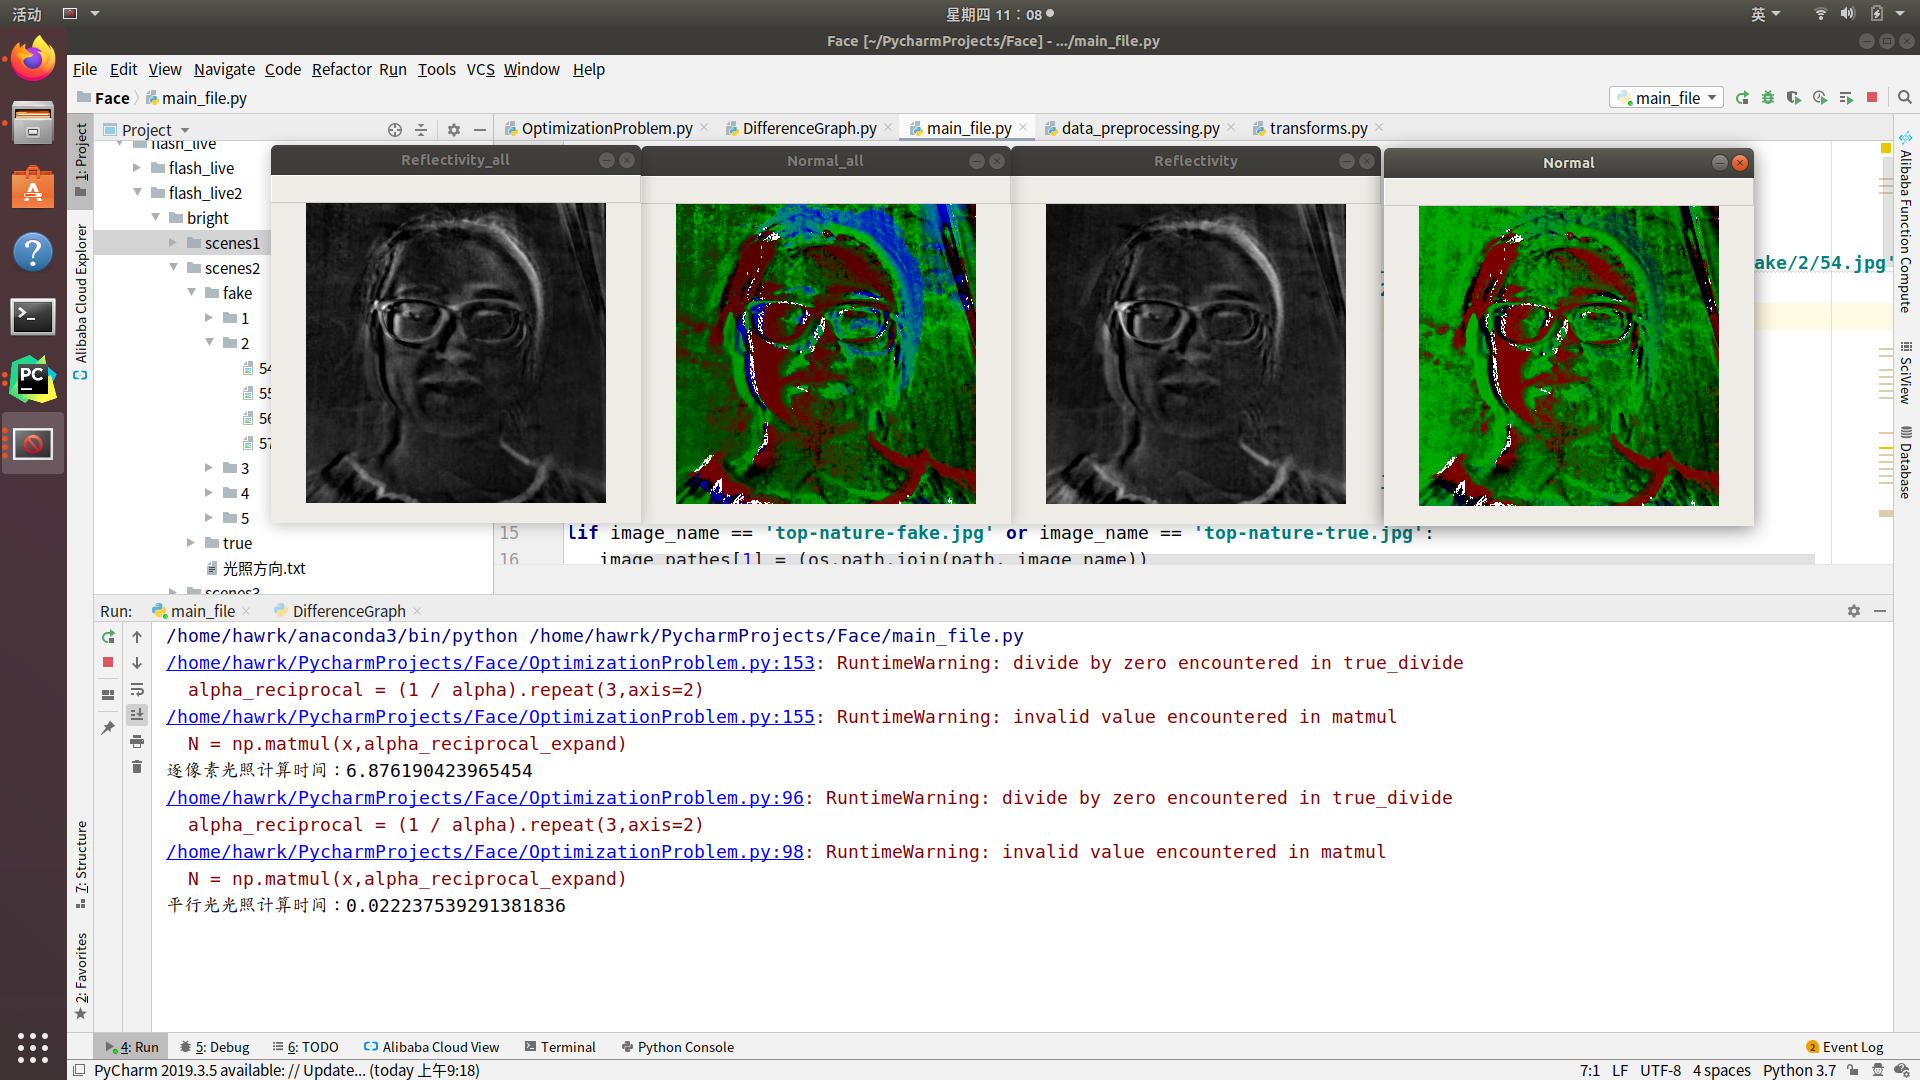 活动
星期四 11：08
英
Face [~/PycharmProjects/Face] - .../main_file.py
File Edit View Navigate Code Refactor Run Tools VCS Window Help
Face main_file.py
main_file
1: Project
Project
OptimizationProblem.py
DifferenceGraph.py
main_file.py
data_preprocessing.py
transforms.py
flash_live
flash_live
flash_live2
bright
scenes1
scenes2
fake
1
2
54
55
56
57
3
4
5
true
光照方向.txt
scenes3
Reflectivity_all
Normal_all
Reflectivity
Normal
ake/2/54.jpg'
15 lif image_name == 'top-nature-fake.jpg' or image_name == 'top-nature-true.jpg':
16 image_pathes[1] = (os.path.join(path, image_name))
Alibaba Cloud Explorer
7: Structure
2: Favorites
Alibaba Function Compute
SciView
Database
Run: main_file DifferenceGraph
/home/hawrk/anaconda3/bin/python /home/hawrk/PycharmProjects/Face/main_file.py
/home/hawrk/PycharmProjects/Face/OptimizationProblem.py:153: RuntimeWarning: divide by zero encountered in true_divide
alpha_reciprocal = (1 / alpha).repeat(3,axis=2)
/home/hawrk/PycharmProjects/Face/OptimizationProblem.py:155: RuntimeWarning: invalid value encountered in matmul
N = np.matmul(x,alpha_reciprocal_expand)
逐像素光照计算时间：6.876190423965454
/home/hawrk/PycharmProjects/Face/OptimizationProblem.py:96: RuntimeWarning: divide by zero encountered in true_divide
alpha_reciprocal = (1 / alpha).repeat(3,axis=2)
/home/hawrk/PycharmProjects/Face/OptimizationProblem.py:98: RuntimeWarning: invalid value encountered in matmul
N = np.matmul(x,alpha_reciprocal_expand)
平行光光照计算时间：0.022237539291381836
4: Run 5: Debug 6: TODO Alibaba Cloud View Terminal Python Console 2 Event Log
PyCharm 2019.3.5 available: // Update... (today 上午9:18) 7:1 LF UTF-8 4 spaces Python 3.7